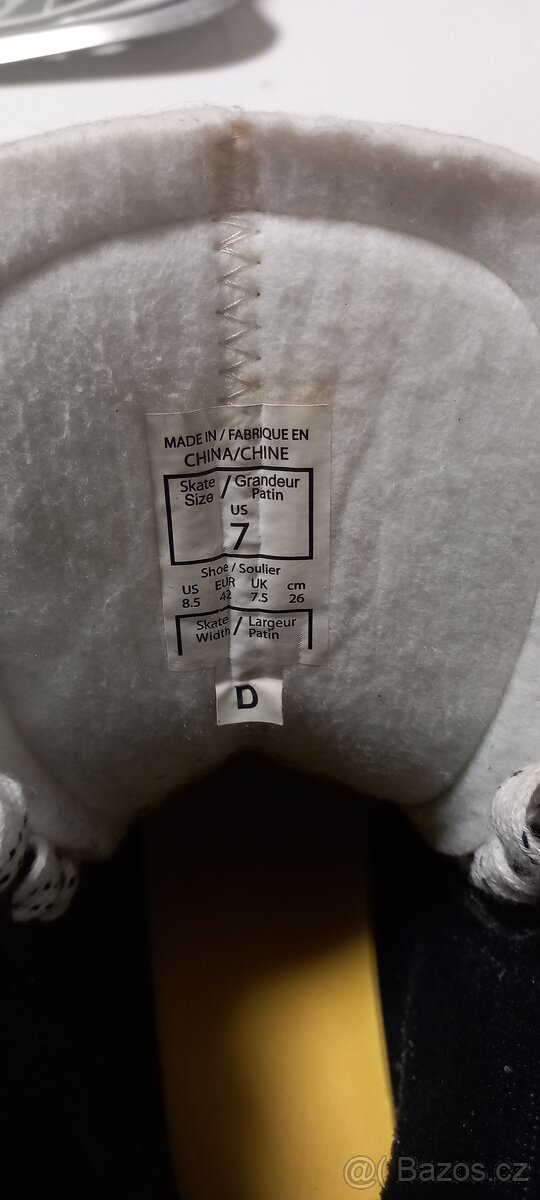 MADE IN / FABRIQUE EN
CHINA/CHINE
Skate Size / Grandeur Patin
US
7
Shoe / Soulier
US EUR UK cm
8.5 42 7.5 26
Skate Width / Largeur Patin
D
@( Bazos.cz